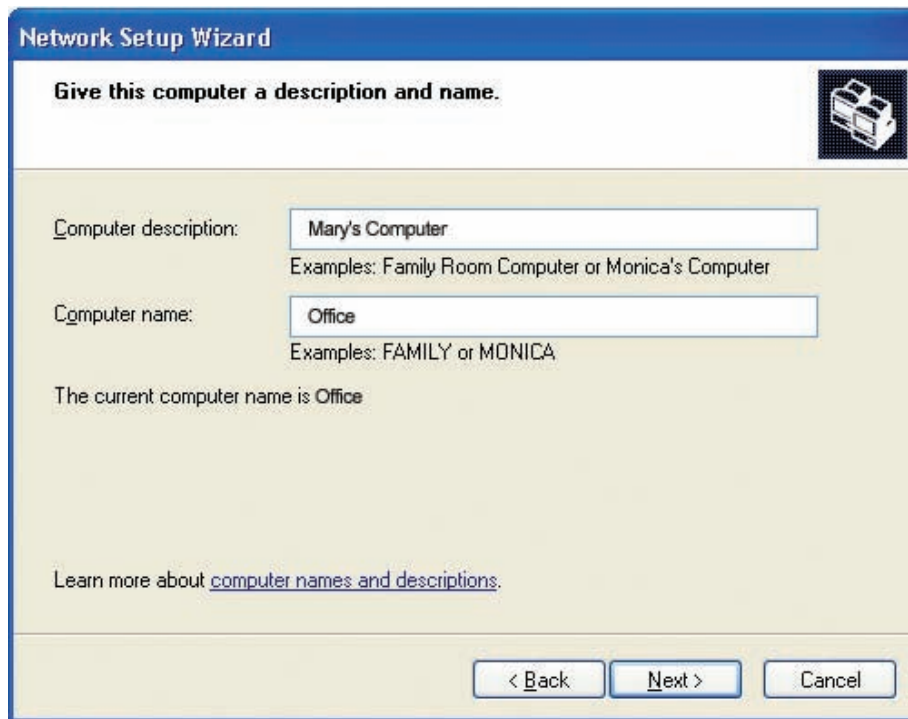 Network Setup Wizard
Give this computer a description and name.
Computer description:
Mary's Computer
Examples: Family Room Computer or Monica's Computer
Computer name:
Office
Examples: FAMILY or MONICA
The current computer name is Office
Learn more about computer names and descriptions.
< Back
Next >
Cancel